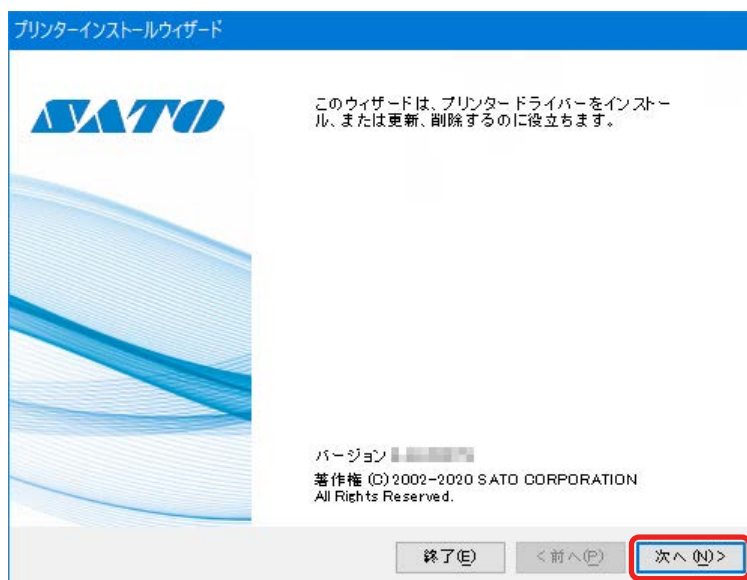 プリンターインストールウィザード
SATO
このウィザードは、プリンタードライバーをインストー
ル、または更新、削除するのに役立ちます。
バージョン
著作権 (C)2002-2020 SATO CORPORATION
All Rights Reserved.
終了(E) <前へ(P) 次へ(N)>